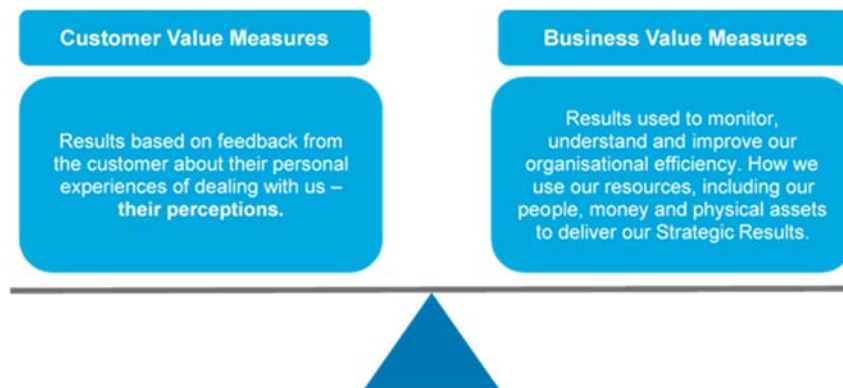 Customer Value Measures
Results based on feedback from
the customer about their personal
experiences of dealing with us –
their perceptions.
Business Value Measures
Results used to monitor,
understand and improve our
organisational efficiency. How we
use our resources, including our
people, money and physical assets
to deliver our Strategic Results.